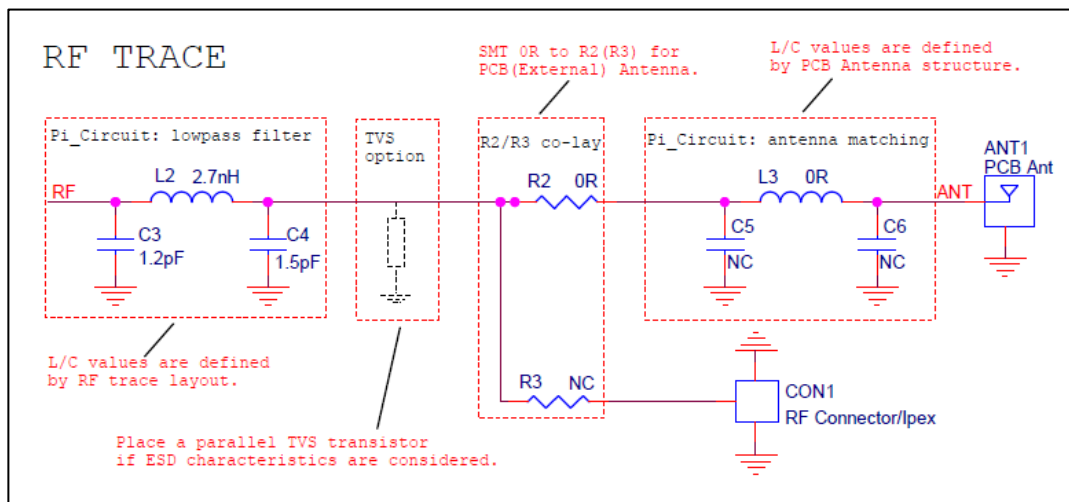 RF TRACE
SMT 0R to R2(R3) for
PCB(External) Antenna.
L/C values are defined
by PCB Antenna structure.
Pi_Circuit: lowpass filter
TVS
option
R2/R3 co-lay
Pi_Circuit: antenna matching
ANT1
PCB Ant
RF
L2 2.7nH
R2 0R
L3 0R
ANT
C3
1.2pF
C4
1.5pF
C5
NC
C6
NC
L/C values are defined
by RF trace layout.
R3 NC
CON1
RF Connector/Ipex
Place a parallel TVS transistor
if ESD characteristics are considered.